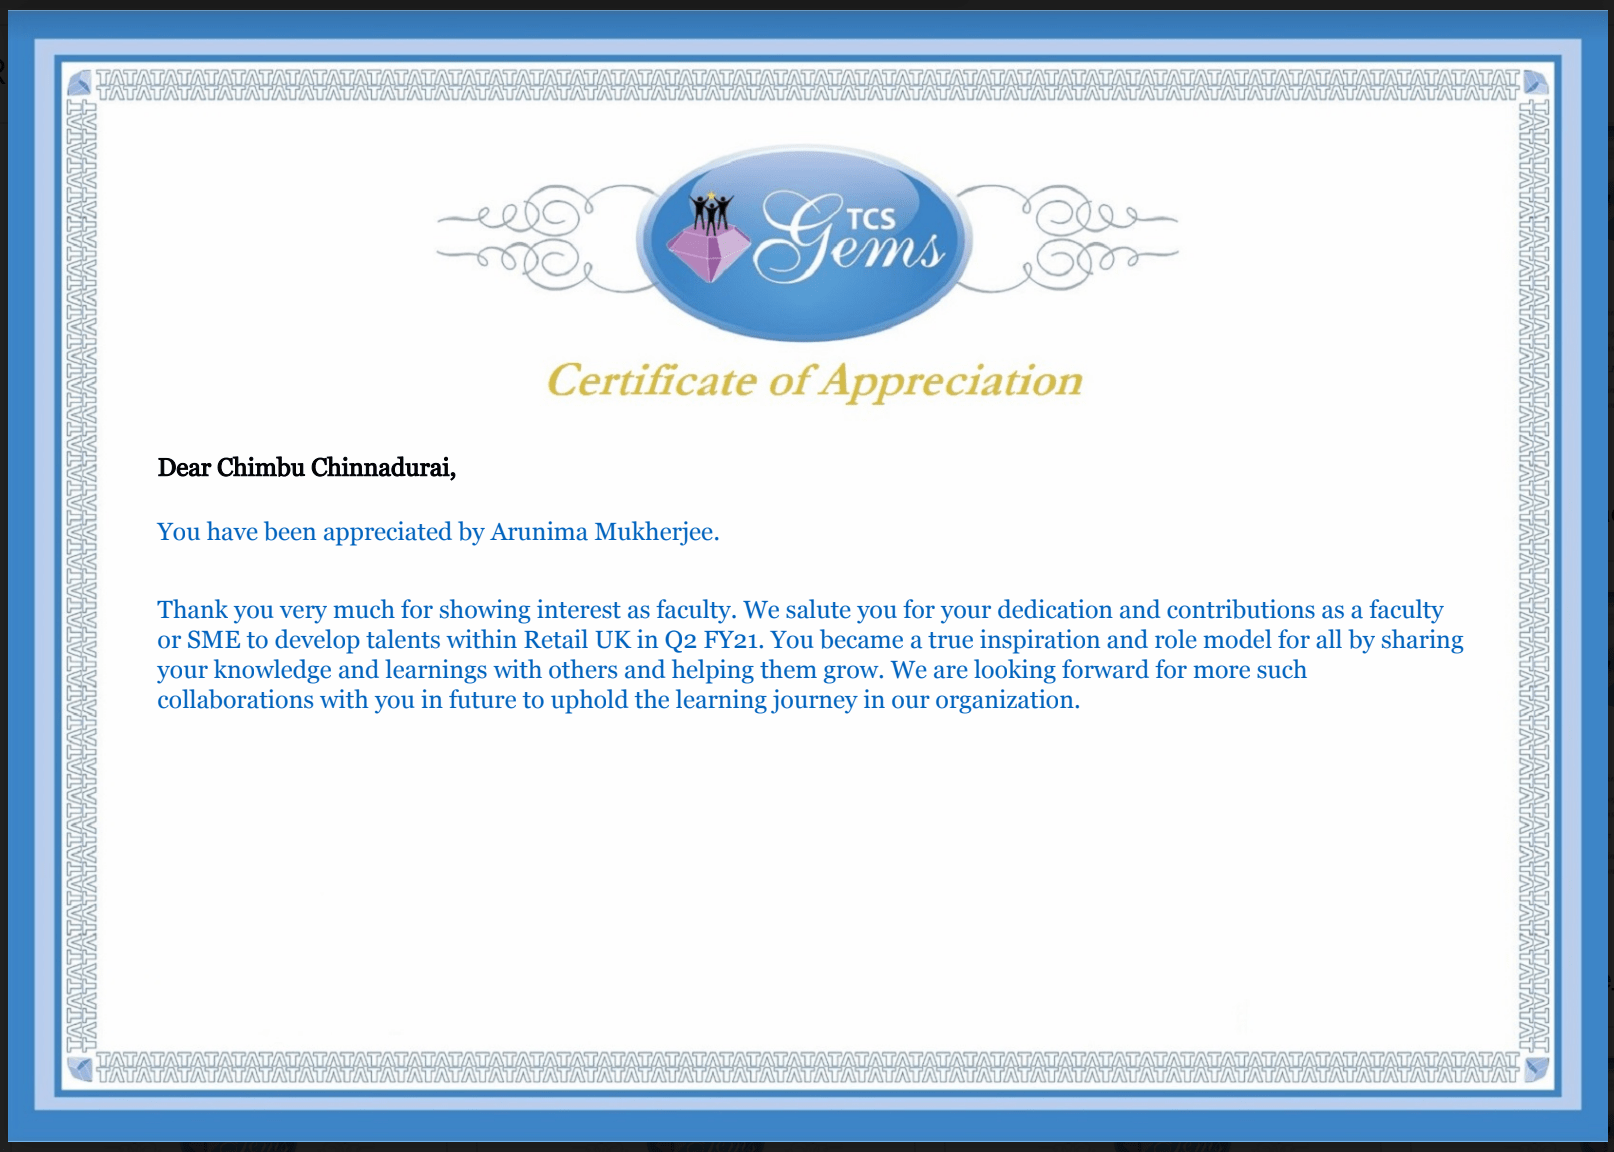 TATATATATATATATATATATATATATATATATATATATATATATATATATATATATATATATATATATATATATAT
TCS
Gems
Certificate of Appreciation
Dear Chimbu Chinnadurai,
You have been appreciated by Arunima Mukherjee.
Thank you very much for showing interest as faculty. We salute you for your dedication and contributions as a faculty
or SME to develop talents within Retail UK in Q2 FY21. You became a true inspiration and role model for all by sharing
your knowledge and learnings with others and helping them grow. We are looking forward for more such
collaborations with you in future to uphold the learning journey in our organization.
TATATATATATATATATATATATATATATATATATATATATATATATATATATATATATATATATATATATATATAT